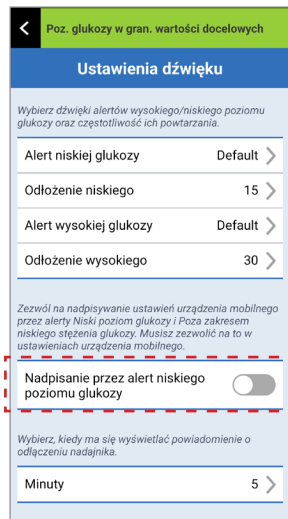 Poz. glukozy w gran. wartości docelowych
Ustawienia dźwięku
Wybierz dźwięki alertów wysokiego/niskiego poziomu
glukozy oraz częstotliwość ich powtarzania.
Alert niskiej glukozy Default
Odłożenie niskiego 15
Alert wysokiej glukozy Default
Odłożenie wysokiego 30
Zezwól na nadpisywanie ustawień urządzenia mobilnego
przez alerty Niski poziom glukozy i Poza zakresem
niskiego stężenia glukozy. Musisz zezwolić na to w
ustawieniach urządzenia mobilnego.
Nadpisanie przez alert niskiego
poziomu glukozy
Wybierz, kiedy ma się wyświetlać powiadomienie o
odłączeniu nadajnika.
Minuty 5